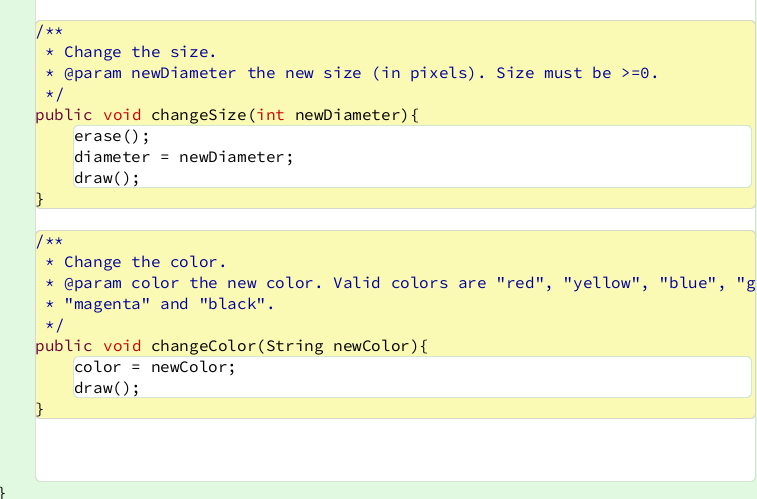 /**
 * Change the size.
 * @param newDiameter the new size (in pixels). Size must be >=0.
 */
public void changeSize(int newDiameter){
    erase();
    diameter = newDiameter;
    draw();
}
/**
 * Change the color.
 * @param color the new color. Valid colors are "red", "yellow", "blue", "g
* "magenta" and "black".
 */
public void changeColor(String newColor){
    color = newColor;
    draw();
}
}